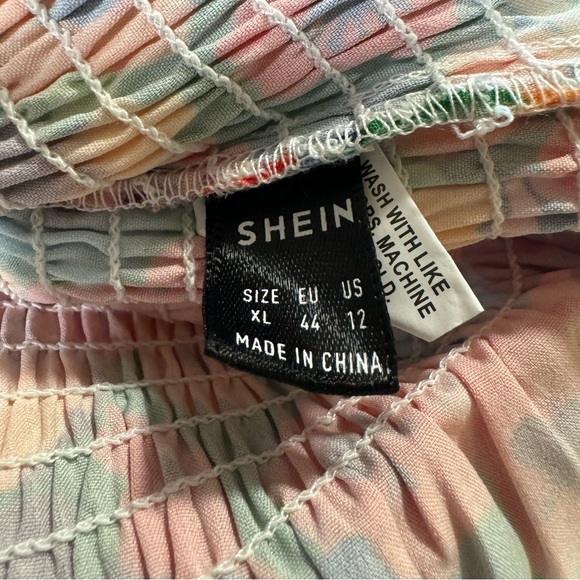 SHEIN
SIZE EU US
XL 44 12
MADE IN CHINA
WASH WITH LIKE
MACHINE